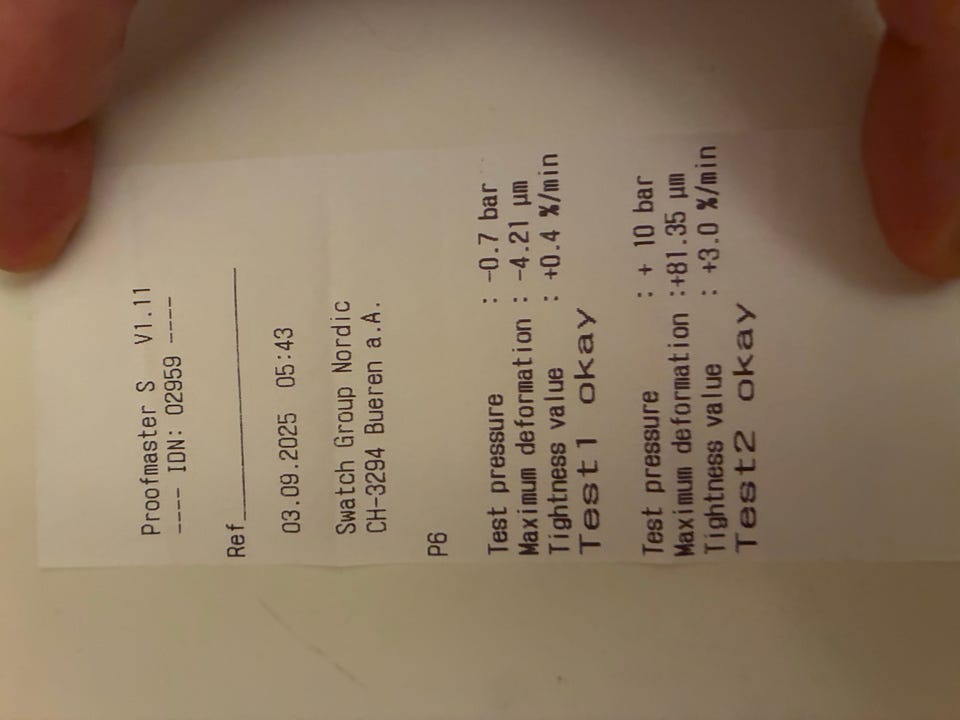 Proofmaster S V1.11
---- IDN: 02959 ----
Ref____________________
03.09.2025 05:43
Swatch Group Nordic
CH-3294 Bueren a.A.
P6
Test pressure : -0.7 bar
Maximum deformation : -4.21 µm
Tightness value : +0.4 %/min
Test1 okay
Test pressure : + 10 bar
Maximum deformation :+81.35 µm
Tightness value : +3.0 %/min
Test2 okay